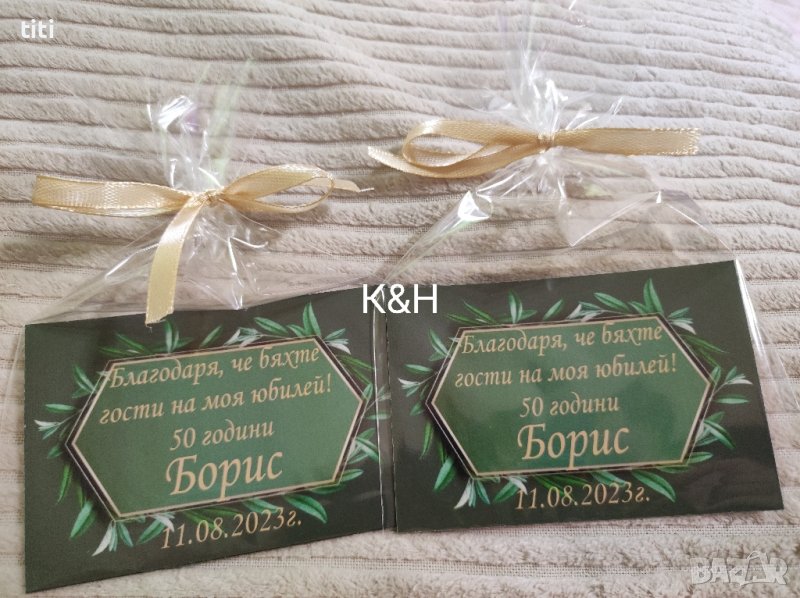 titi
K&H
Благодаря, че бяхте
гости на моя юбилей!
50 години
Борис
11.08.2023г.
Благодаря, че бяхте
гости на моя юбилей!
50 години
Борис
11.08.2023г.
BAZAR